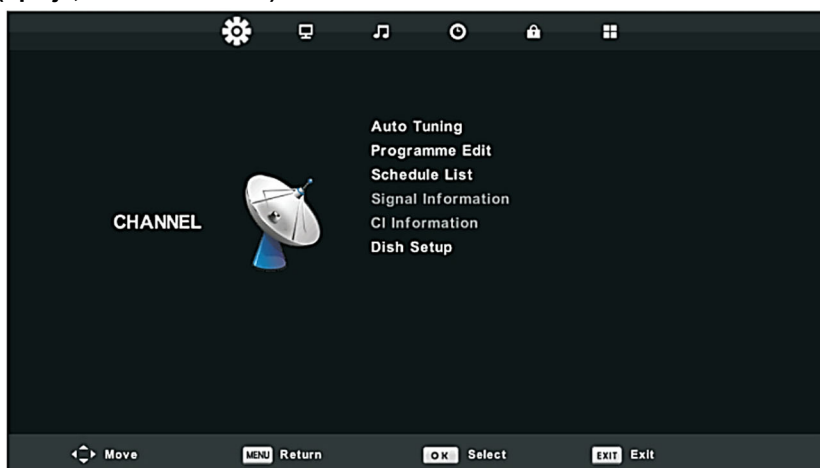 Auto Tuning
Programme Edit
Schedule List
Signal Information
CI Information
Dish Setup
CHANNEL
Move
MENU Return
OK Select
EXIT Exit